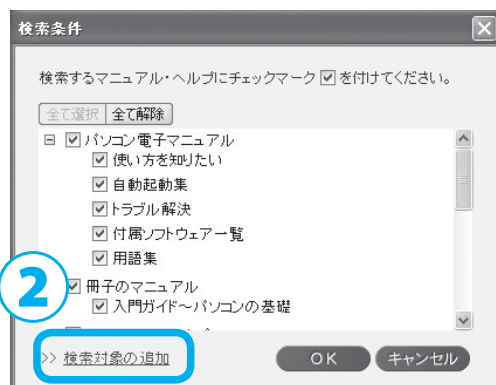 検索条件
検索するマニュアル・ヘルプにチェックマーク☑を付けてください。
全て選択 全て解除
パソコン電子マニュアル
使い方を知りたい
自動起動集
トラブル解決
付属ソフトウェア一覧
用語集
2
冊子のマニュアル
入門ガイド～パソコンの基礎
>> 検索対象の追加 OK キャンセル